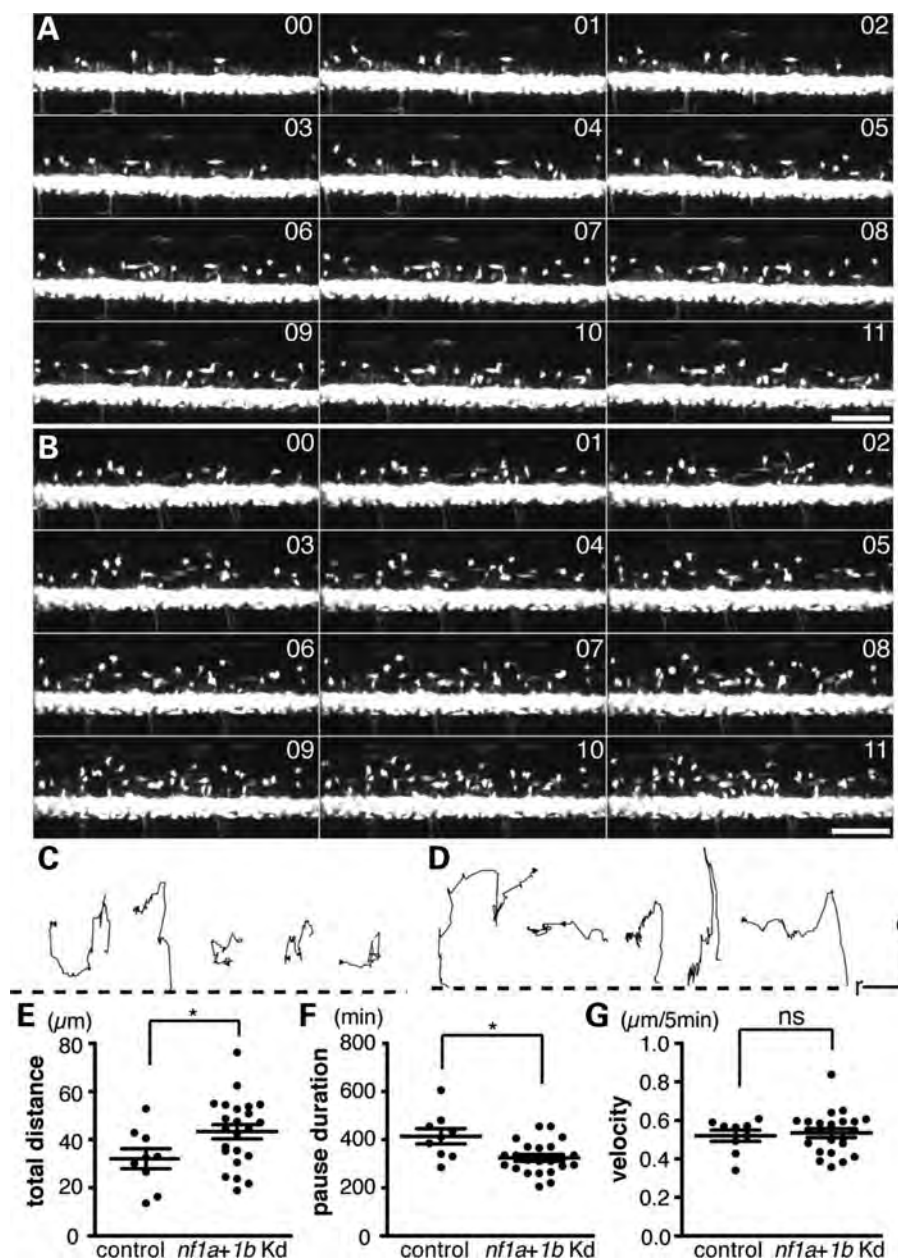 A 00 01 02
03 04 05
06 07 08
09 10 11
B 00 01 02
03 04 05
06 07 08
09 10 11
C D
E (µm) * F (min) * G (µm/5min) ns
total distance
80
60
40
20
0
control nf1a+1b Kd
pause duration
800
600
400
200
0
control nf1a+1b Kd
velocity
1.0
0.8
0.6
0.4
0.2
0.0
control nf1a+1b Kd